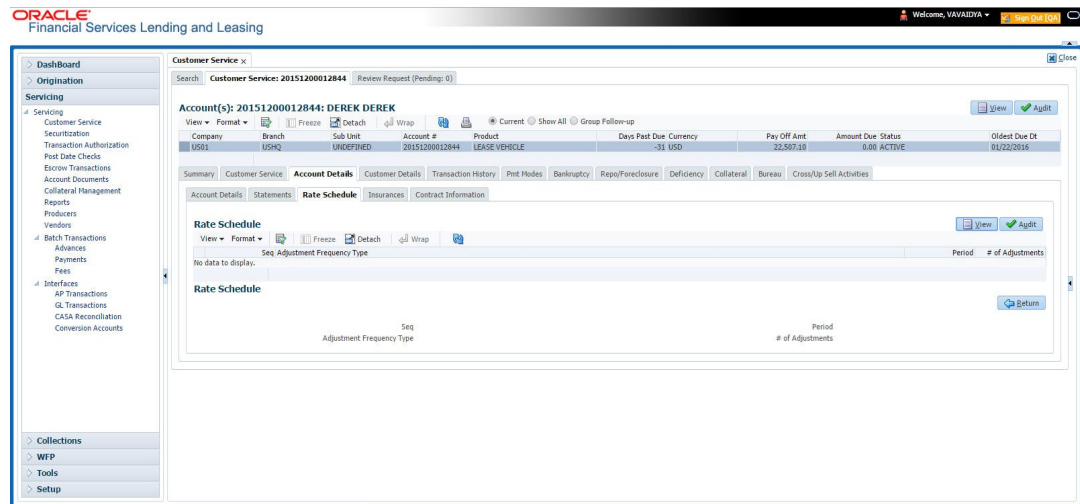 ORACLE®
Financial Services Lending and Leasing
Welcome, VAVAIDYA
Sign Out [QA]
Close
DashBoard
Origination
Servicing
Servicing
Customer Service
Securitization
Transaction Authorization
Post Date Checks
Escrow Transactions
Account Documents
Collateral Management
Reports
Producers
Vendors
Batch Transactions
Advances
Payments
Fees
Interfaces
AP Transactions
GL Transactions
CASA Reconciliation
Conversion Accounts
Collections
WFP
Tools
Setup
Customer Service x
Search Customer Service: 20151200012844 Review Request (Pending: 0)
Account(s): 20151200012844: DEREK DEREK
View Audit
View Format Freeze Detach Wrap Current Show All Group Follow-up
Company Branch Sub Unit Account # Product Days Past Due Currency Pay Off Amt Amount Due Status Oldest Due Dt
US01 USHQ UNDEFINED 20151200012844 LEASE VEHICLE -31 USD 22,507.10 0.00 ACTIVE 01/22/2016
Summary Customer Service Account Details Customer Details Transaction History Pmt Modes Bankruptcy Repo/Foreclosure Deficiency Collateral Bureau Cross/Up Sell Activities
Account Details Statements Rate Schedule Insurances Contract Information
Rate Schedule
View Audit
View Format Freeze Detach Wrap
Seq Adjustment Frequency Type Period # of Adjustments
No data to display.
Rate Schedule
Return
Seq Period
Adjustment Frequency Type # of Adjustments